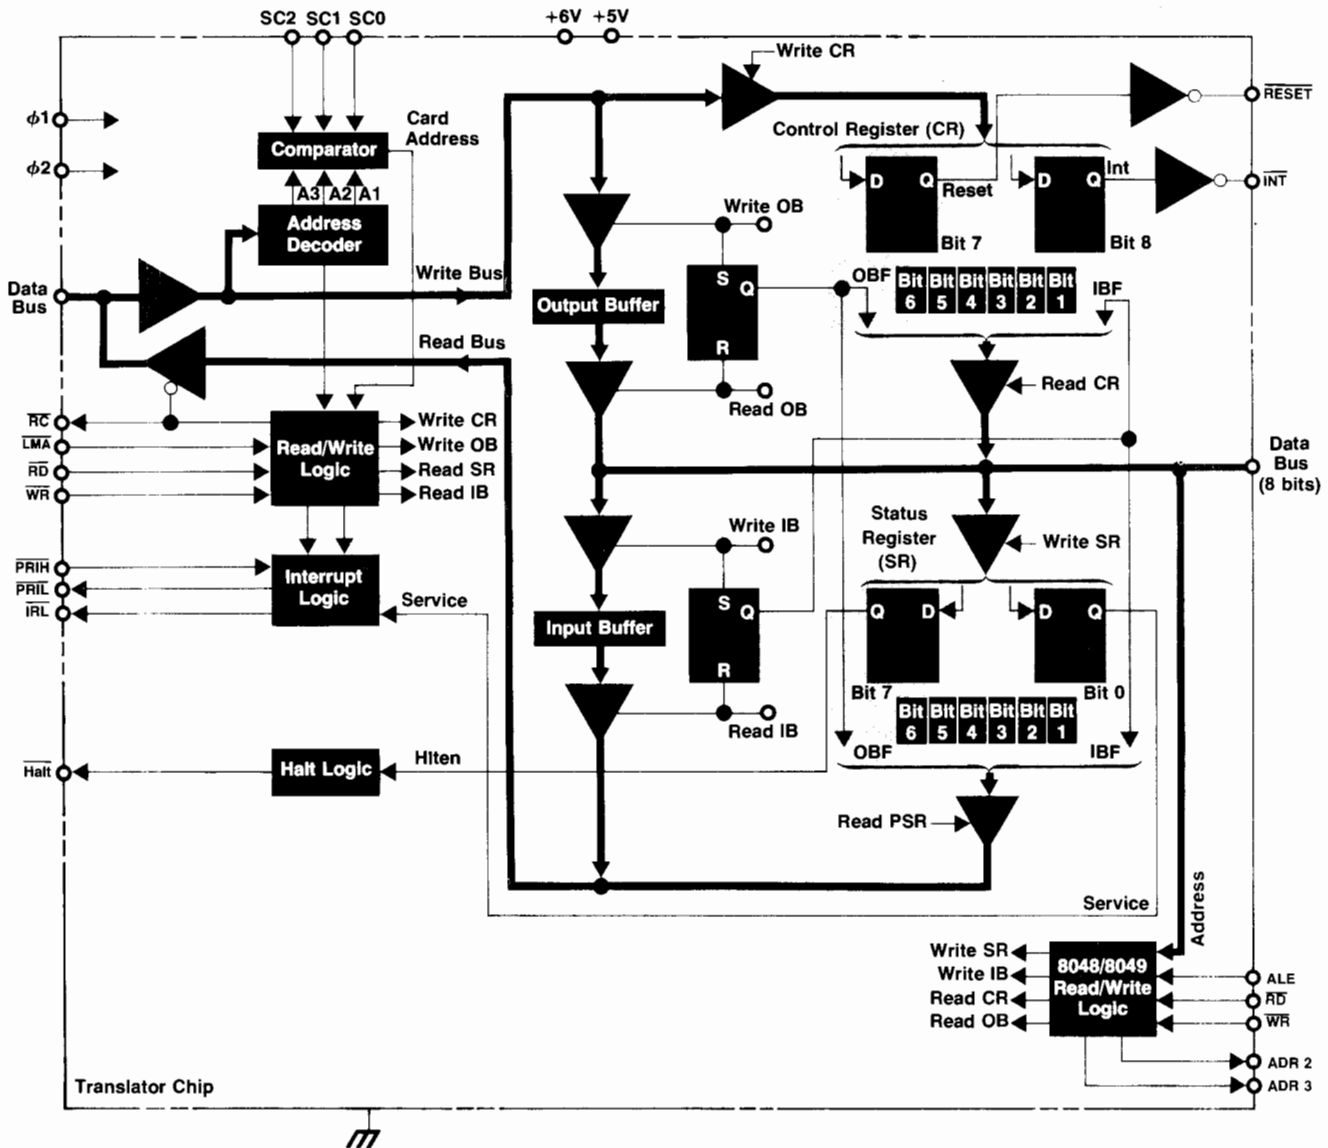 SC2 SC1 SC0
+6V +5V
Write CR
φ1
φ2
RESET
Card
Address
Control Register (CR)
Comparator
D Q
Reset
D
Q
Int
INT
A3 A2 A1
Address
Decoder
Write OB
Bit 7
Bit 8
Data
Bus
Write Bus
S
Q
R
OBF
Bit 6
Bit 5
Bit 4
Bit 3
Bit 2
Bit 1
IBF
Output Buffer
Read Bus
Read CR
Read OB
RC
LMA
RD
WR
Read/Write
Logic
Write CR
Write OB
Read SR
Read IB
Data
Bus
(8 bits)
Status
Register
(SR)
Write IB
Write SR
PRIH
PRIL
IRL
Interrupt
Logic
Service
S
Q
R
Q D
D Q
Input Buffer
Bit 7
Bit 0
Bit 6
Bit 5
Bit 4
Bit 3
Bit 2
Bit 1
Read IB
OBF
IBF
Halt
Halt Logic
Hlten
Read PSR
Service
Address
Write SR
Write IB
Read CR
Read OB
8048/8049
Read/Write
Logic
ALE
RD
WR
ADR 2
ADR 3
Translator Chip